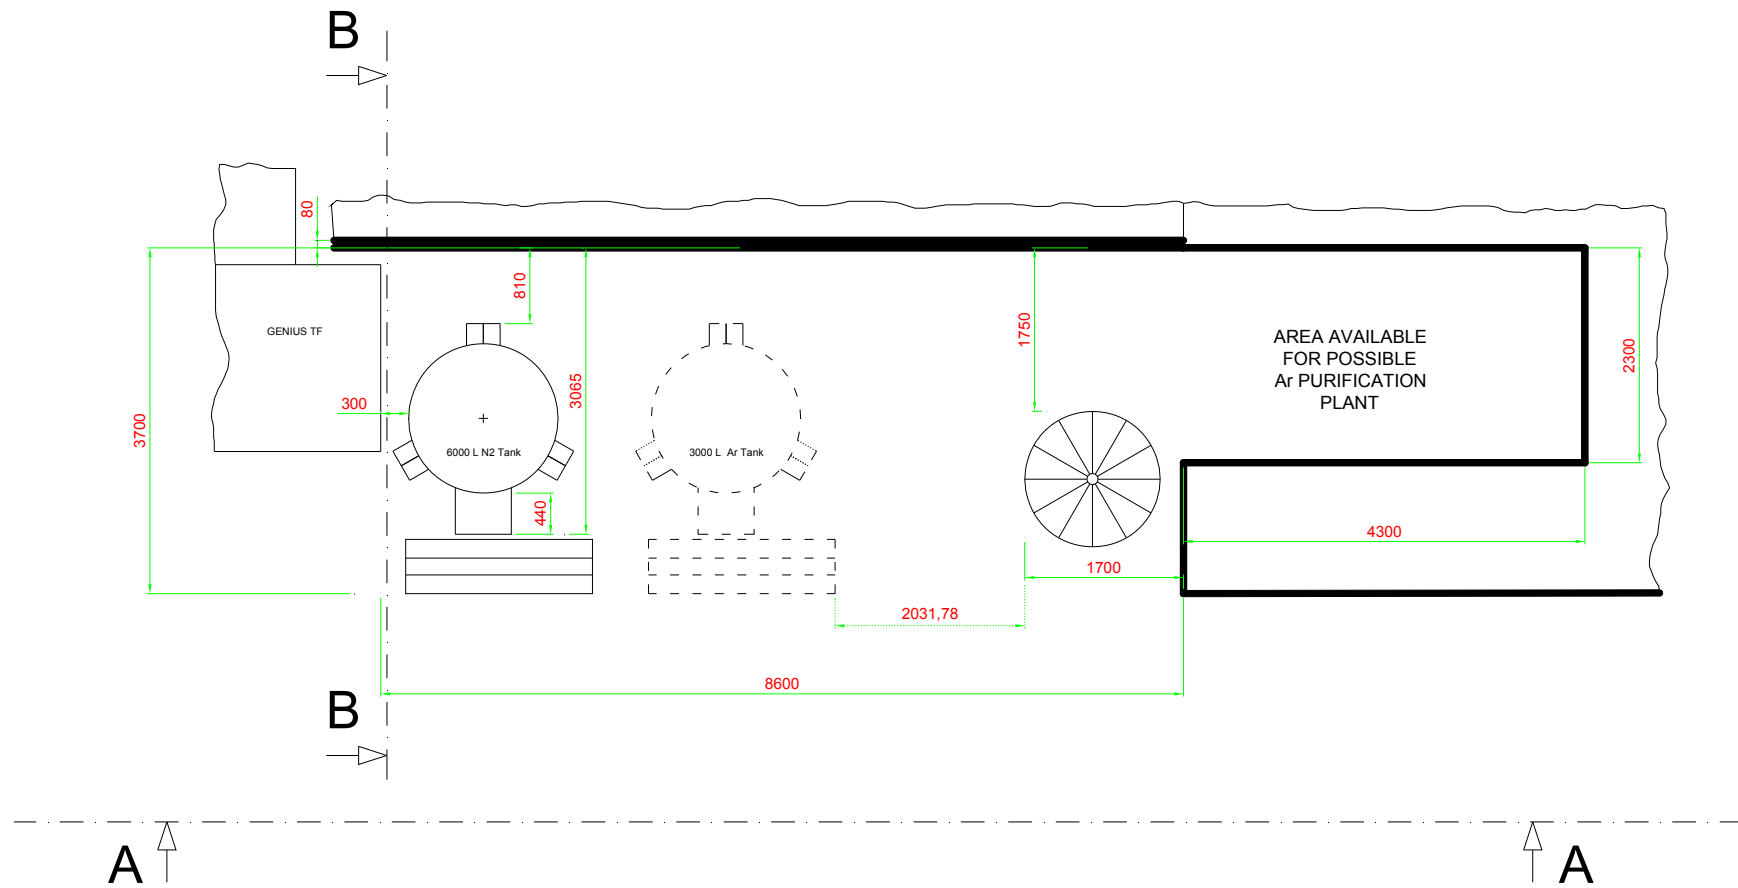 B
80
810
GENIUS TF
1750
AREA AVAILABLE
FOR POSSIBLE
Ar PURIFICATION
PLANT
2300
300
3065
3700
6000 L N2 Tank
3000 L Ar Tank
440
4300
1700
2031,78
8600
B
A
A